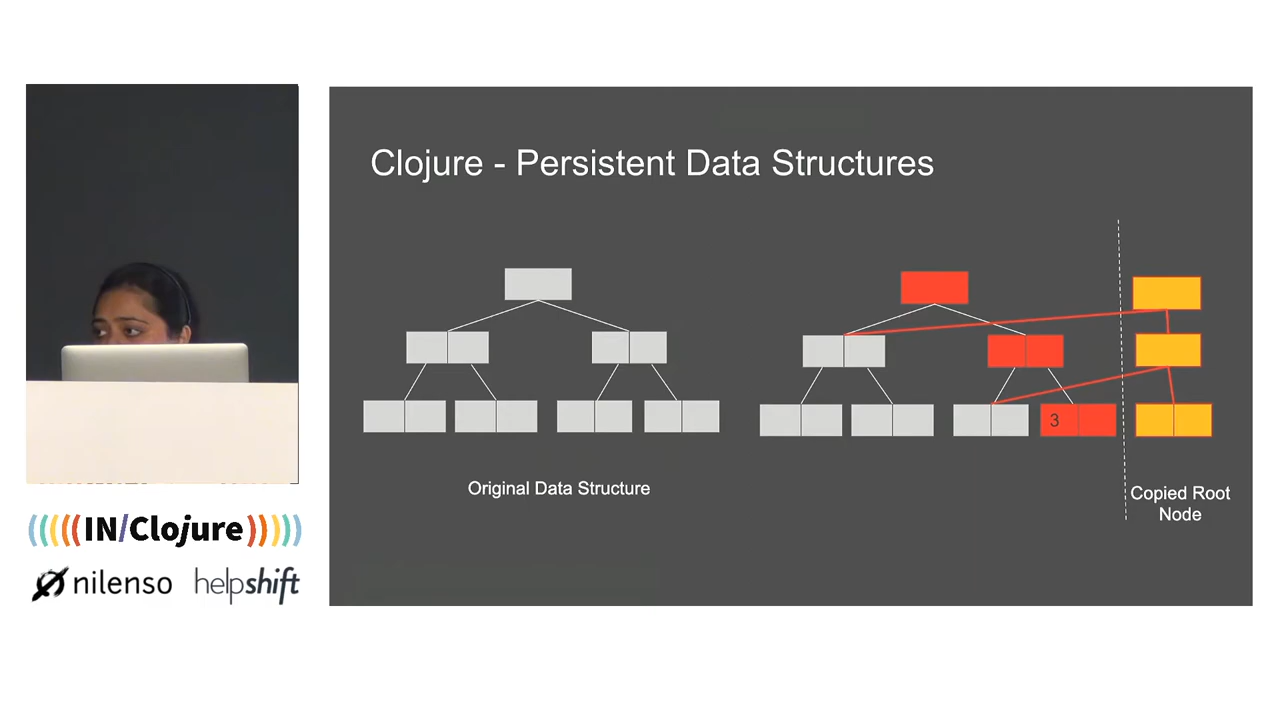 Clojure - Persistent Data Structures
3
Original Data Structure
Copied Root
Node
(((((IN/Clojure)))))
nilenso helpshift